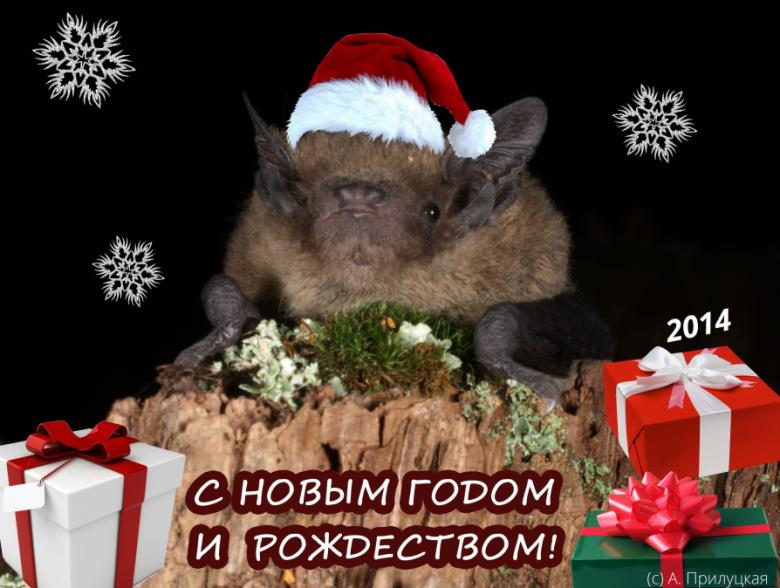 2014
С НОВЫМ ГОДОМ
И РОЖДЕСТВОМ!
(c) А. Прилуцкая